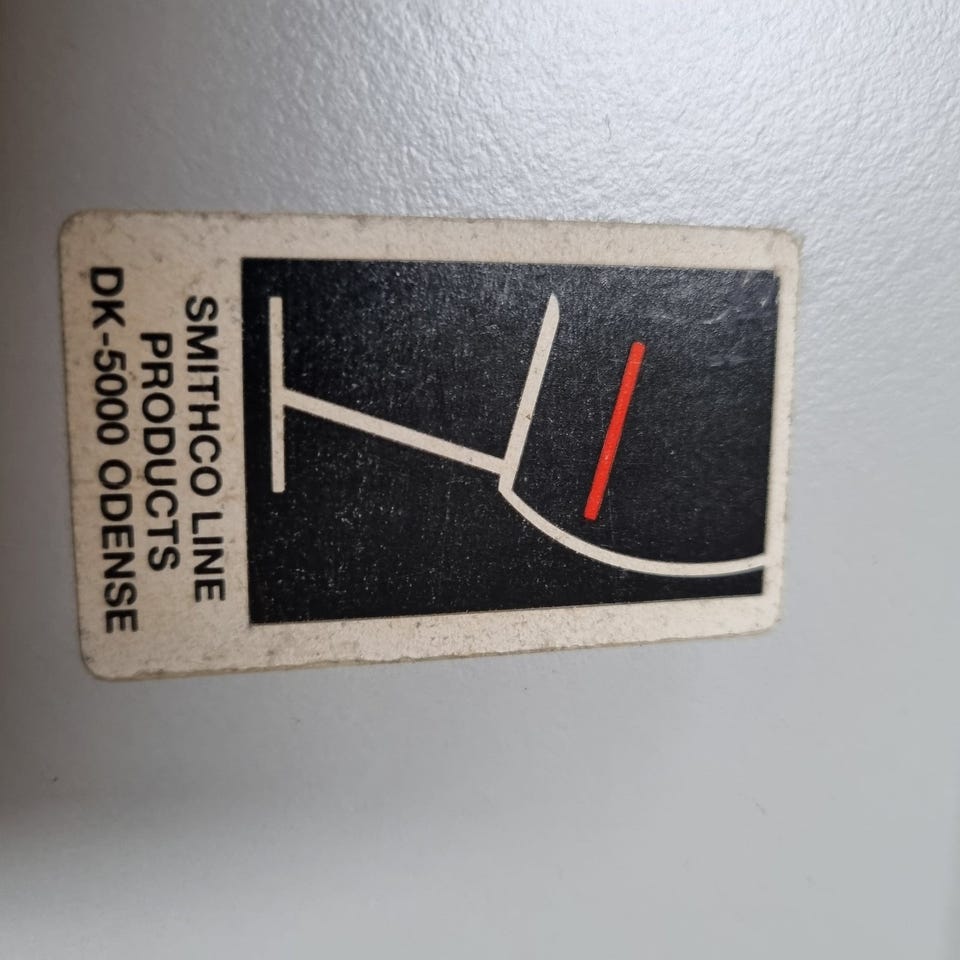 SMITHCO LINE
PRODUCTS
DK-5000 ODENSE